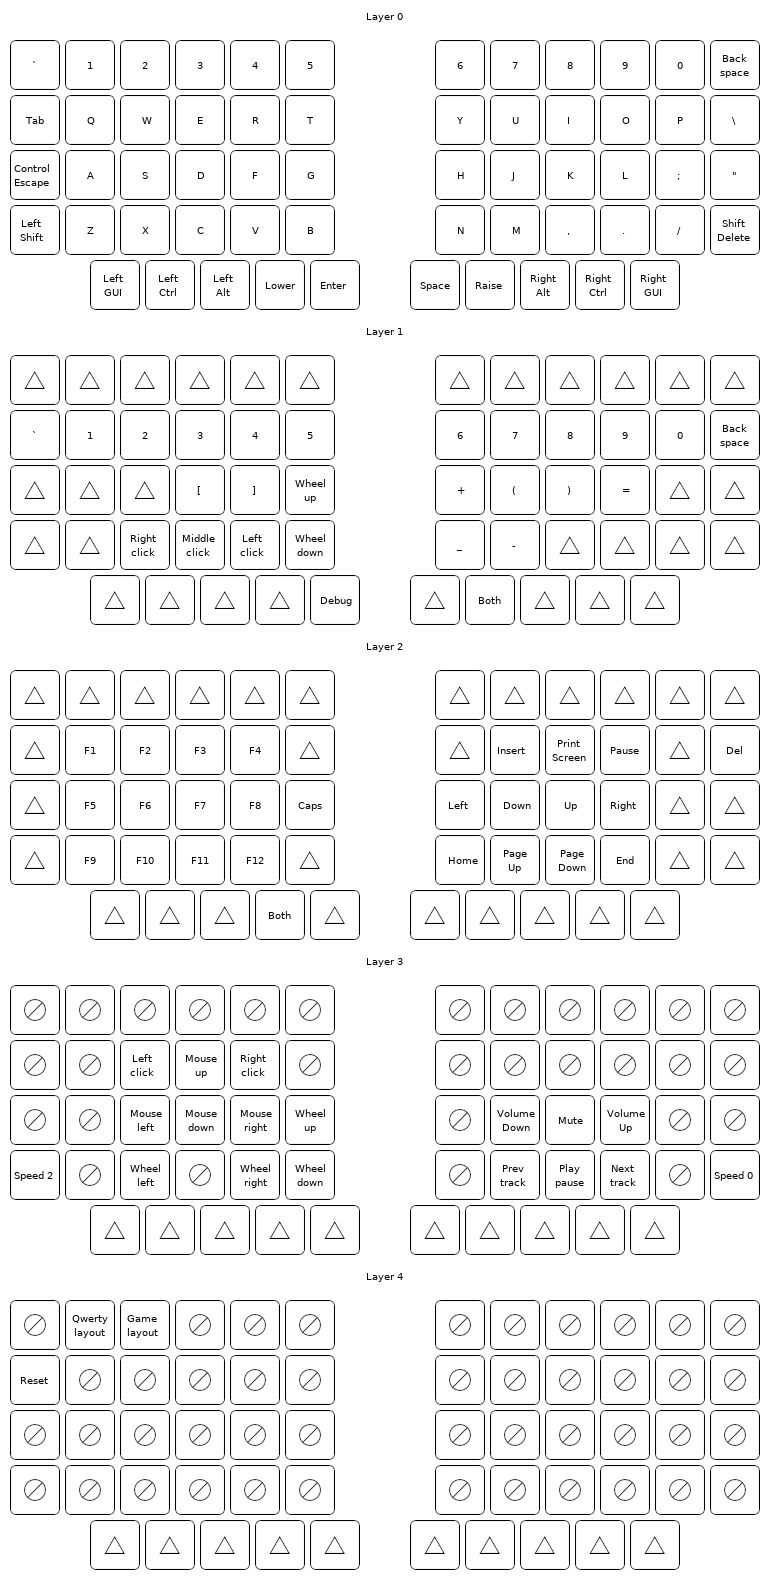 Layer 0
` 1 2 3 4 5 6 7 8 9 0 Back
space
Tab Q W E R T Y U I O P \
Control
Escape A S D F G H J K L ; "
Left
Shift Z X C V B N M , . / Shift
Delete
Left
GUI Left
Ctrl Left
Alt Lower Enter Space Raise Right
Alt Right
Ctrl Right
GUI
Layer 1
` 1 2 3 4 5 6 7 8 9 0 Back
space
[ ] Wheel
up + ( ) =
Right
click Middle
click Left
click Wheel
down _ -
Debug Both
Layer 2
F1 F2 F3 F4 Insert Print
Screen Pause Del
F5 F6 F7 F8 Caps Left Down Up Right
F9 F10 F11 F12 Home Page
Up Page
Down End
Both
Layer 3
Left
click Mouse
up Right
click
Mouse
left Mouse
down Mouse
right Wheel
up Volume
Down Mute Volume
Up
Speed 2 Wheel
left Wheel
right Wheel
down Prev
track Play
pause Next
track Speed 0
Layer 4
Qwerty
layout Game
layout
Reset